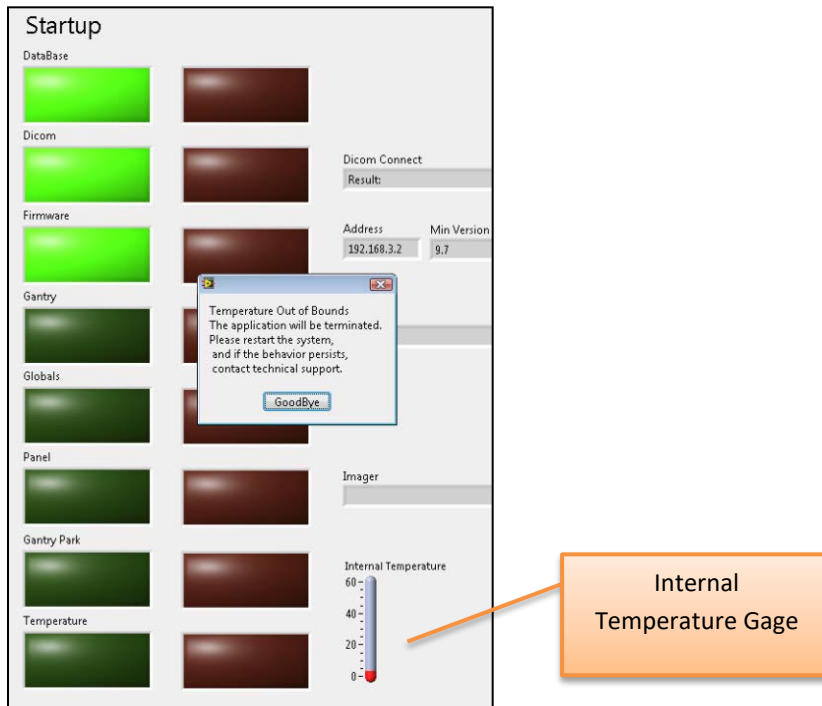 Startup
DataBase
Dicom
Dicom Connect
Result:
Firmware
Address Min Version
192.168.3.2 9.7
Gantry
Temperature Out of Bounds
The application will be terminated.
Please restart the system,
and if the behavior persists,
contact technical support.
GoodBye
Globals
Panel
Imager
Gantry Park
Internal Temperature
60
40
20
0
Temperature
Internal
Temperature Gage